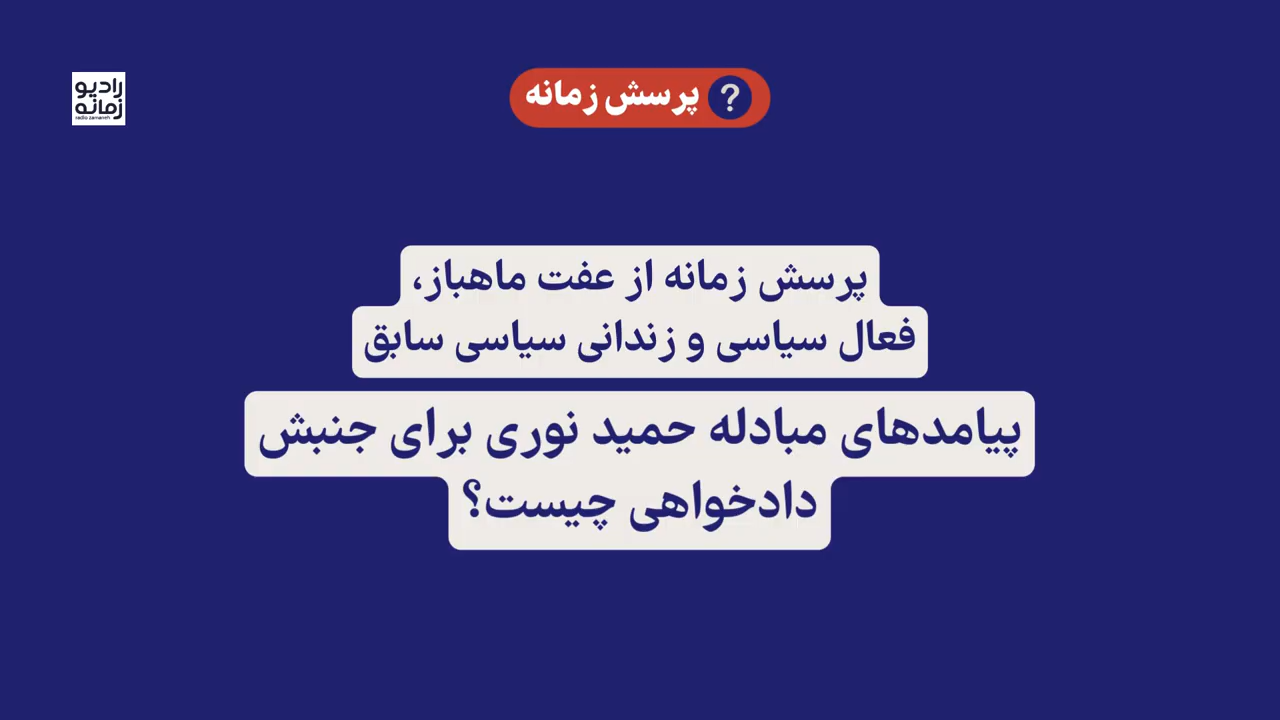 رادیو
زمانه
radio zamaneh
? پرسش زمانه
پرسش زمانه از عفت ماهباز،
فعال سیاسی و زندانی سیاسی سابق
پیامدهای مبادله حمید نوری برای جنبش
دادخواهی چیست؟